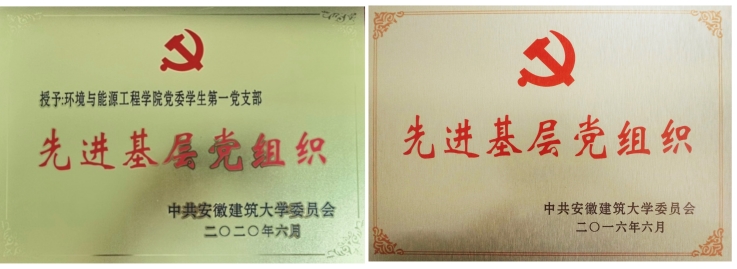 授予:环境与能源工程学院党委学生第一党支部
先进基层党组织
中共安徽建筑大学委员会
二〇二〇年六月
先进基层党组织
中共安徽建筑大学委员会
二〇一六年六月